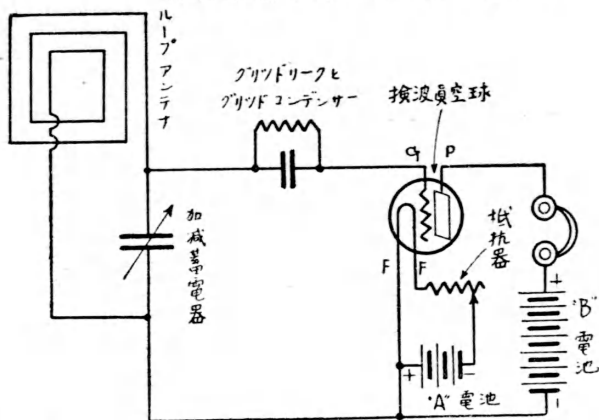 ループアンテナ
グリツドリークと
グリツドコンデンサー
検波真空球
G P
加減蓄電器
F F
抵抗器
+ -
"A" 電池
+
"B" 電池
-